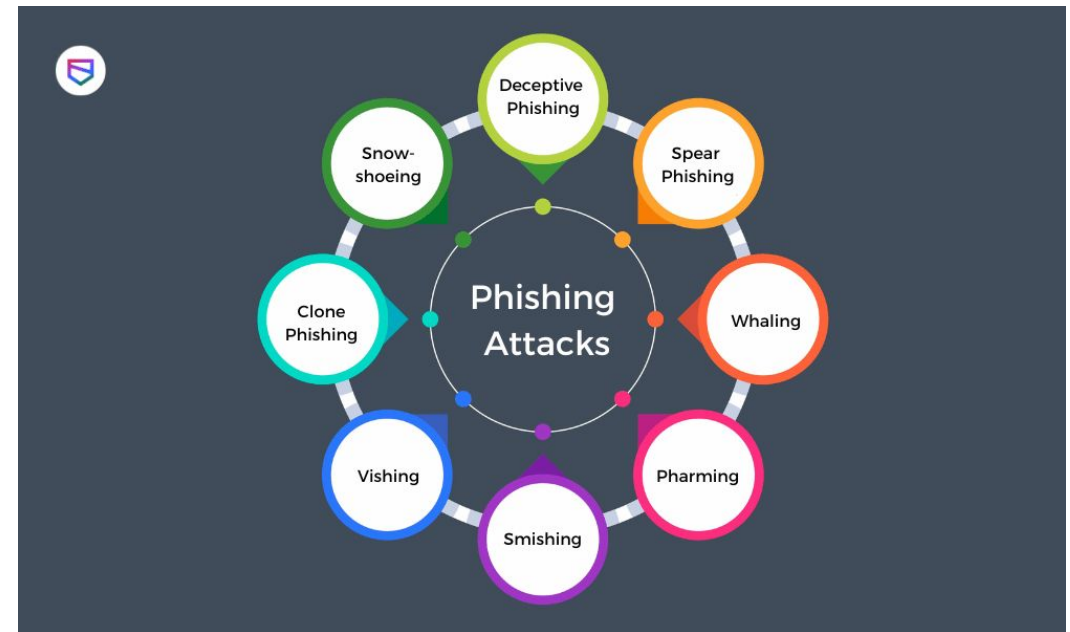 Phishing
Attacks
Deceptive
Phishing
Spear
Phishing
Whaling
Pharming
Smishing
Vishing
Clone
Phishing
Snow-
shoeing